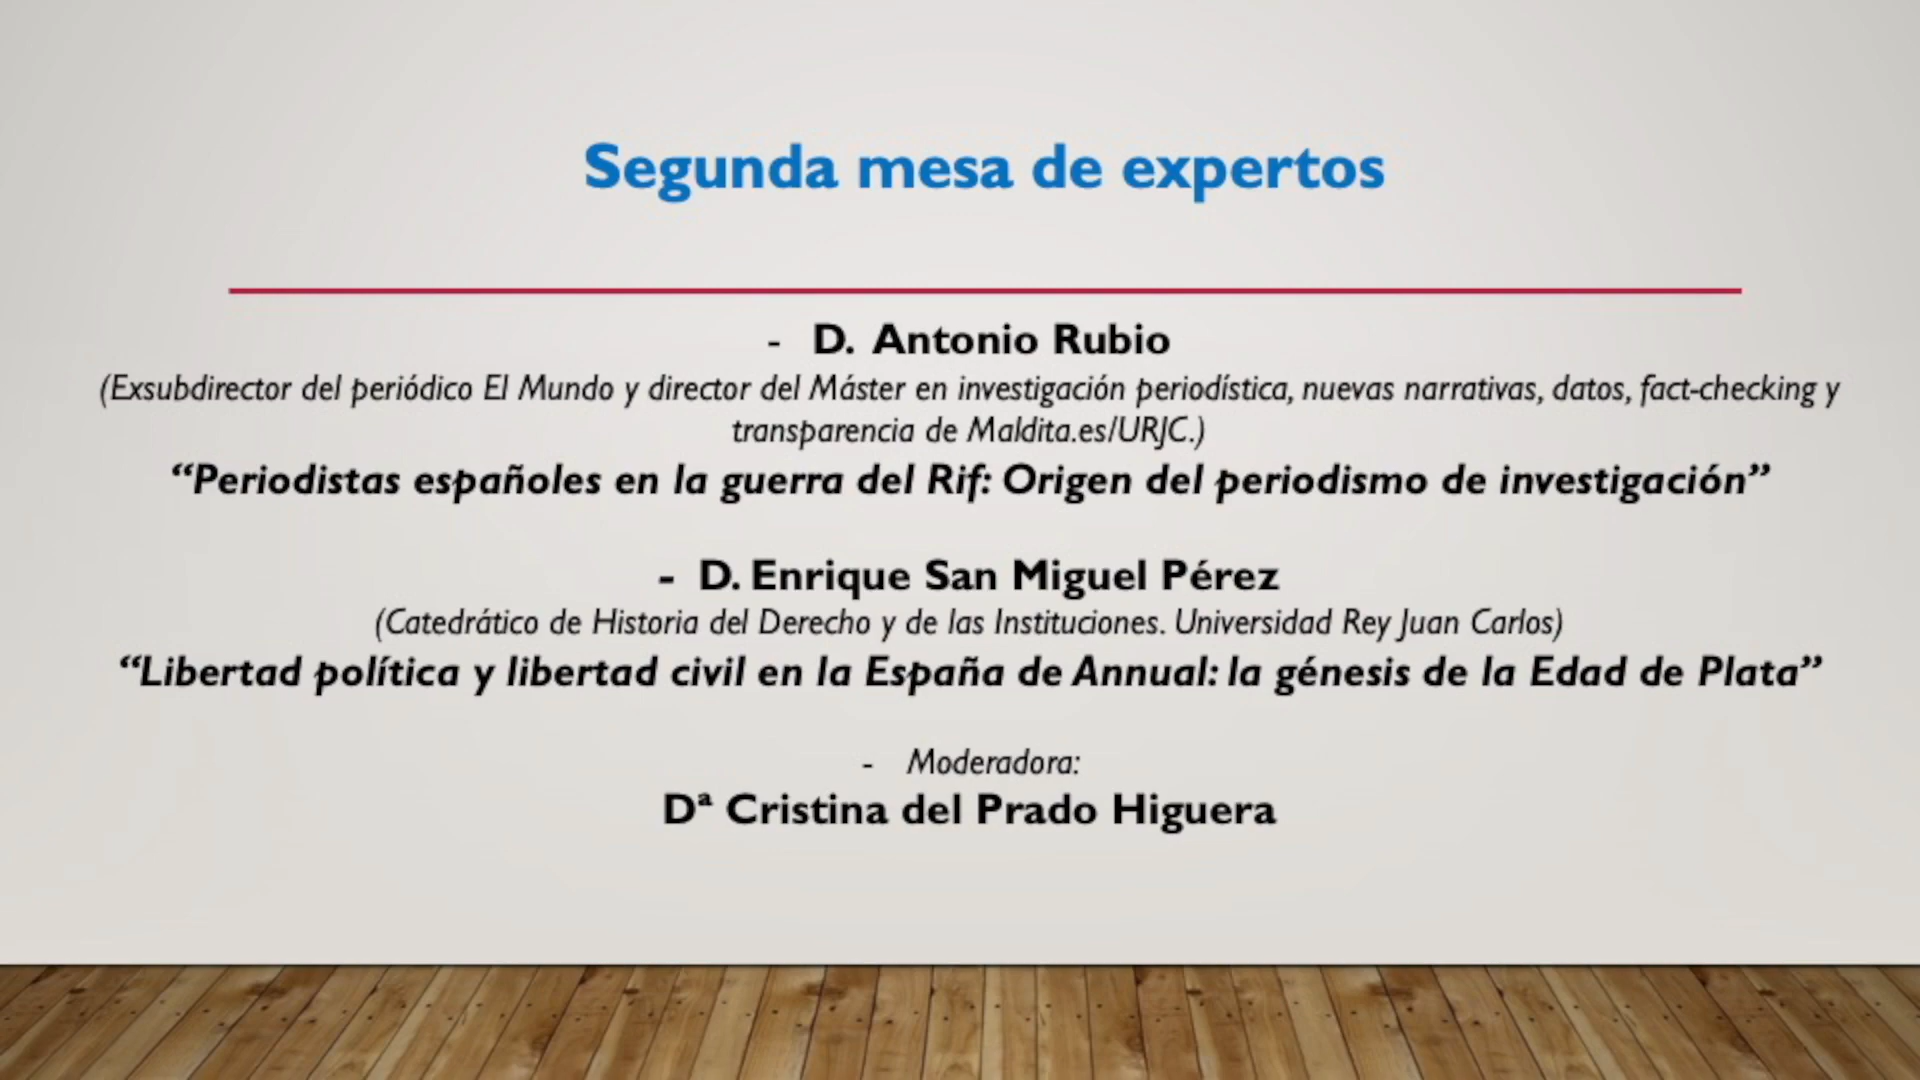 Segunda mesa de expertos
- D. Antonio Rubio
(Exsubdirector del periódico El Mundo y director del Máster en investigación periodística, nuevas narrativas, datos, fact-checking y
transparencia de Maldita.es/URJC.)
“Periodistas españoles en la guerra del Rif: Origen del periodismo de investigación”
- D. Enrique San Miguel Pérez
(Catedrático de Historia del Derecho y de las Instituciones. Universidad Rey Juan Carlos)
“Libertad política y libertad civil en la España de Annual: la génesis de la Edad de Plata”
- Moderadora:
Dª Cristina del Prado Higuera